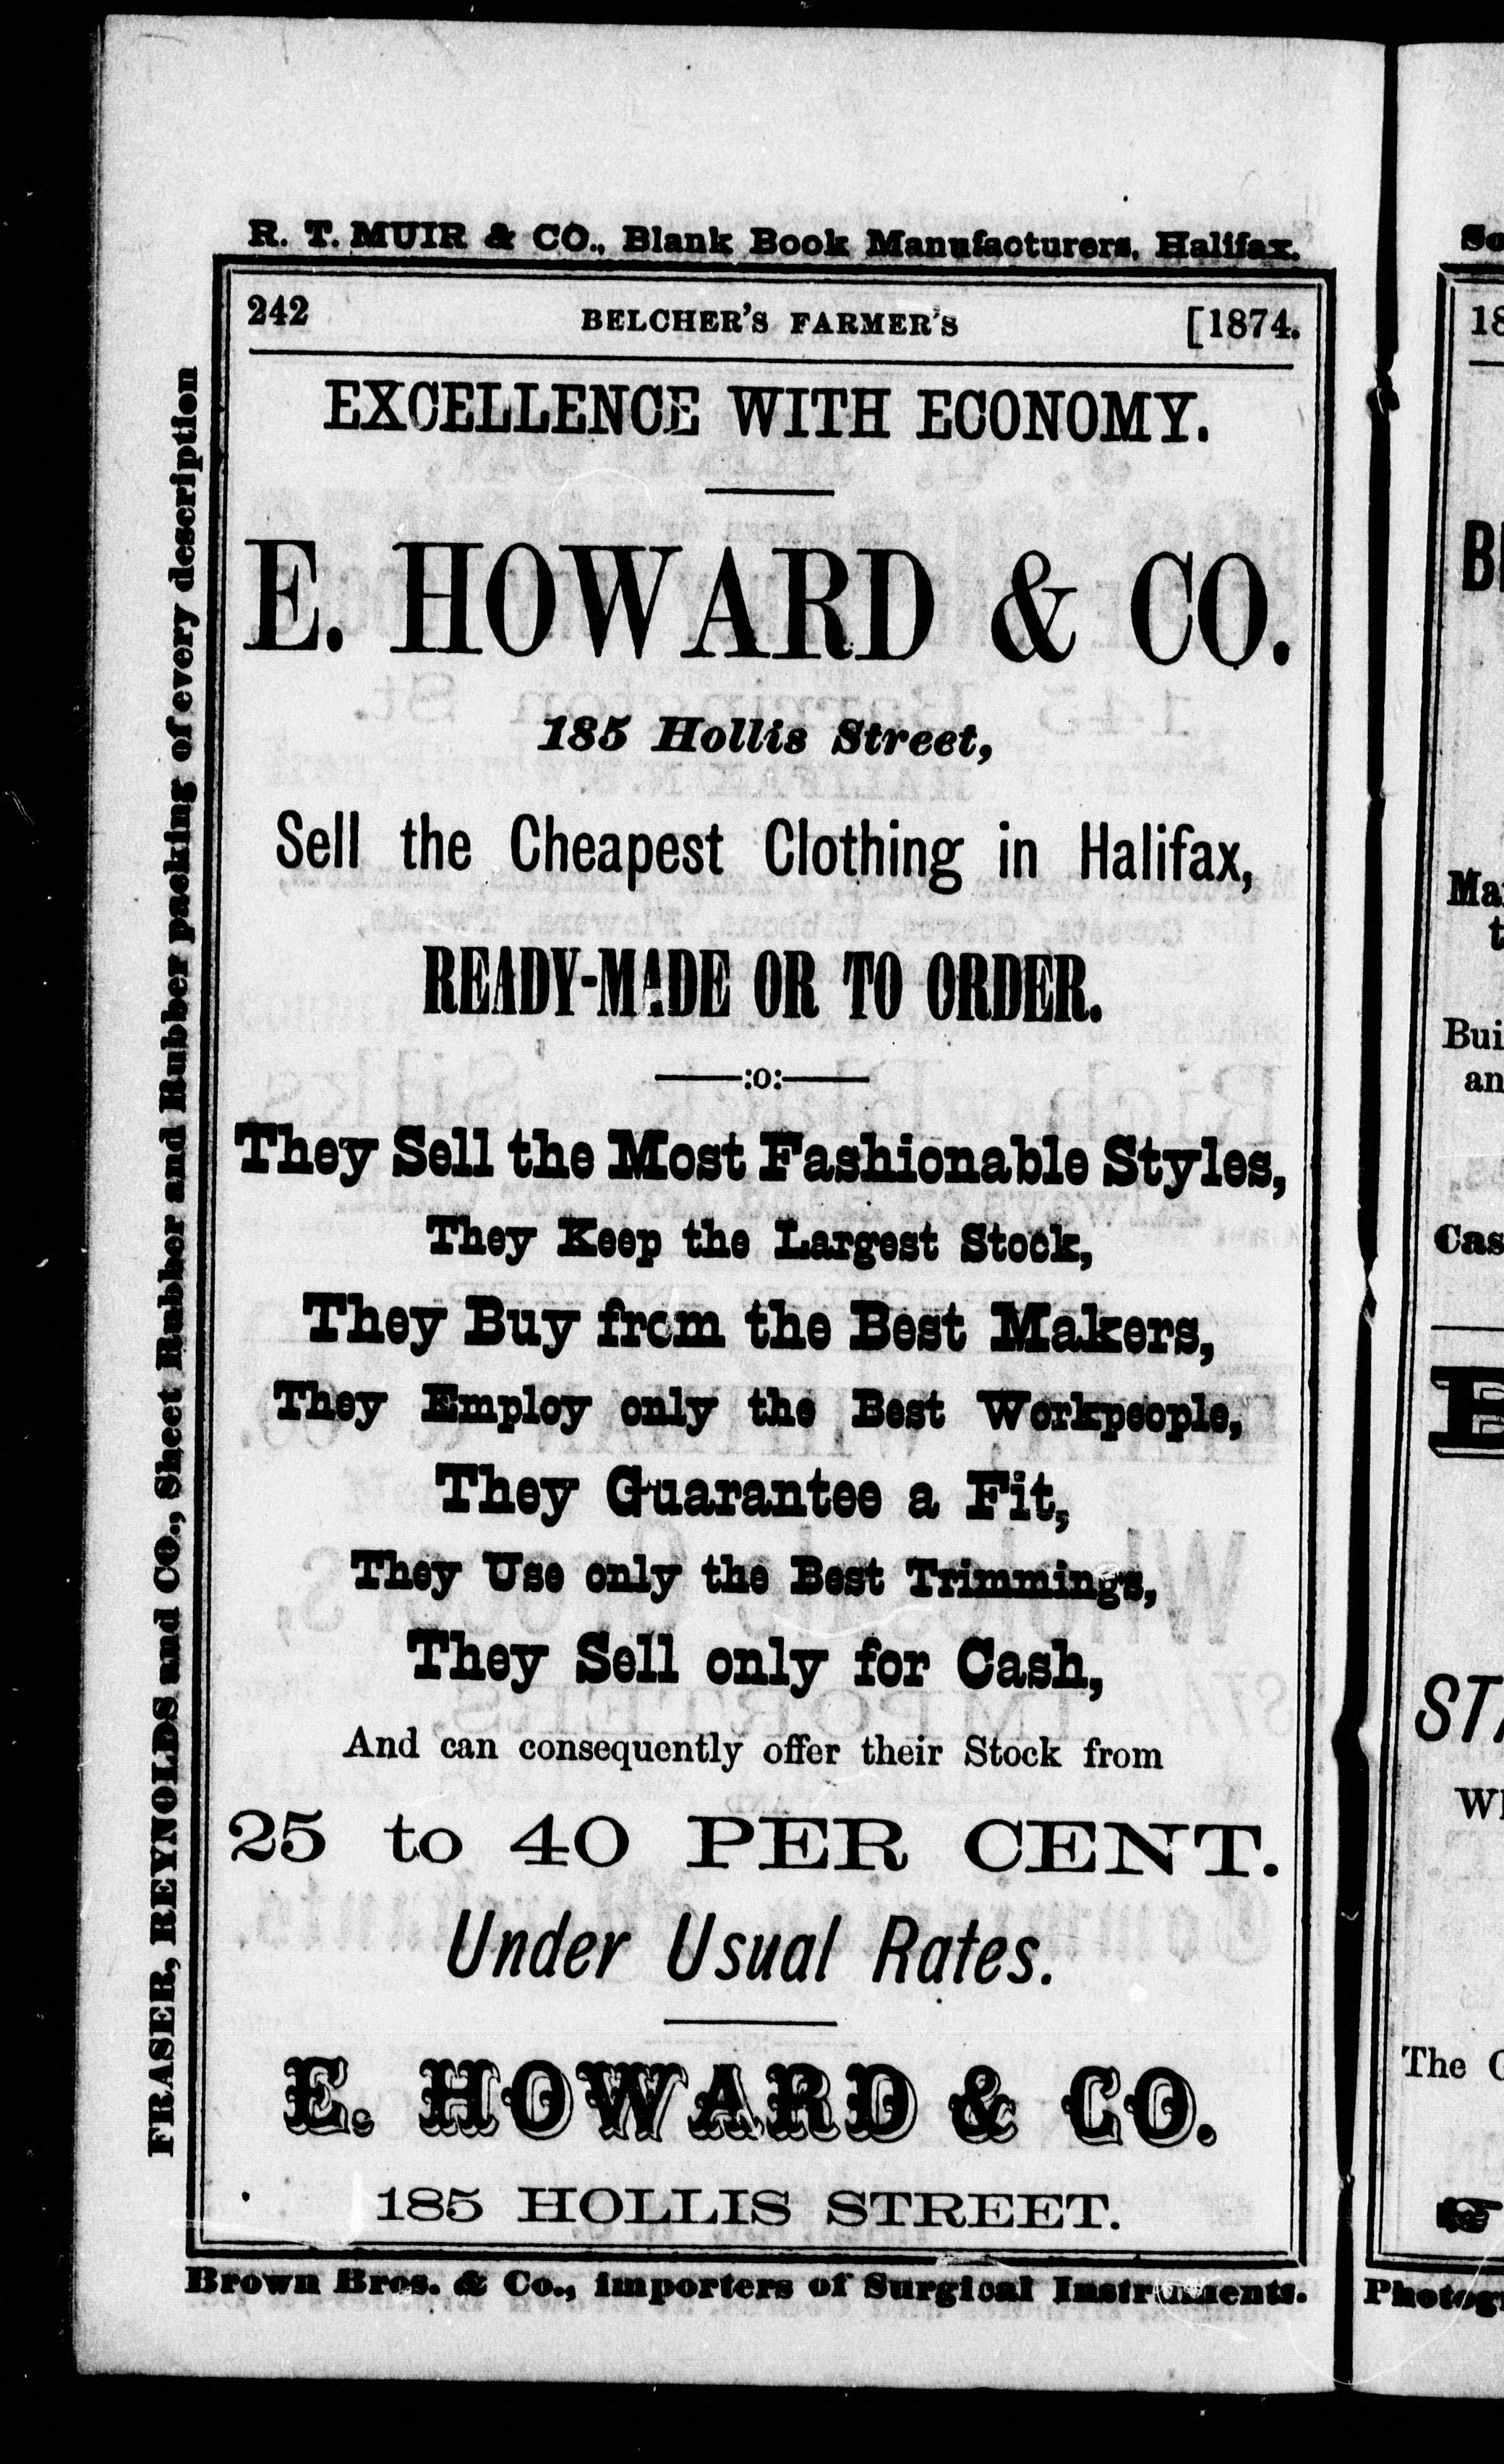 R. T. MUIR & CO., Blank Book Manufacturers, Halifax.
242 BELCHER'S FARMER'S [1874.
EXCELLENCE WITH ECONOMY.
E. HOWARD & CO.
185 Hollis Street,
Sell the Cheapest Clothing in Halifax,
READY-MADE OR TO ORDER.
:o:
They Sell the Most Fashionable Styles,
They Keep the Largest Stock,
They Buy from the Best Makers,
They Employ only the Best Workpeople,
They Guarantee a Fit,
They Use only the Best Trimmings,
They Sell only for Cash,
And can consequently offer their Stock from
25 to 40 PER CENT.
Under Usual Rates.
E. HOWARD & CO.
185 HOLLIS STREET.
Brown Bros. & Co., importers of Surgical Instruments.
FRASER, REYNOLDS and CO., Sheet Rubber and Rubber packing of every description
BI
Bui
an
Cas
E
The